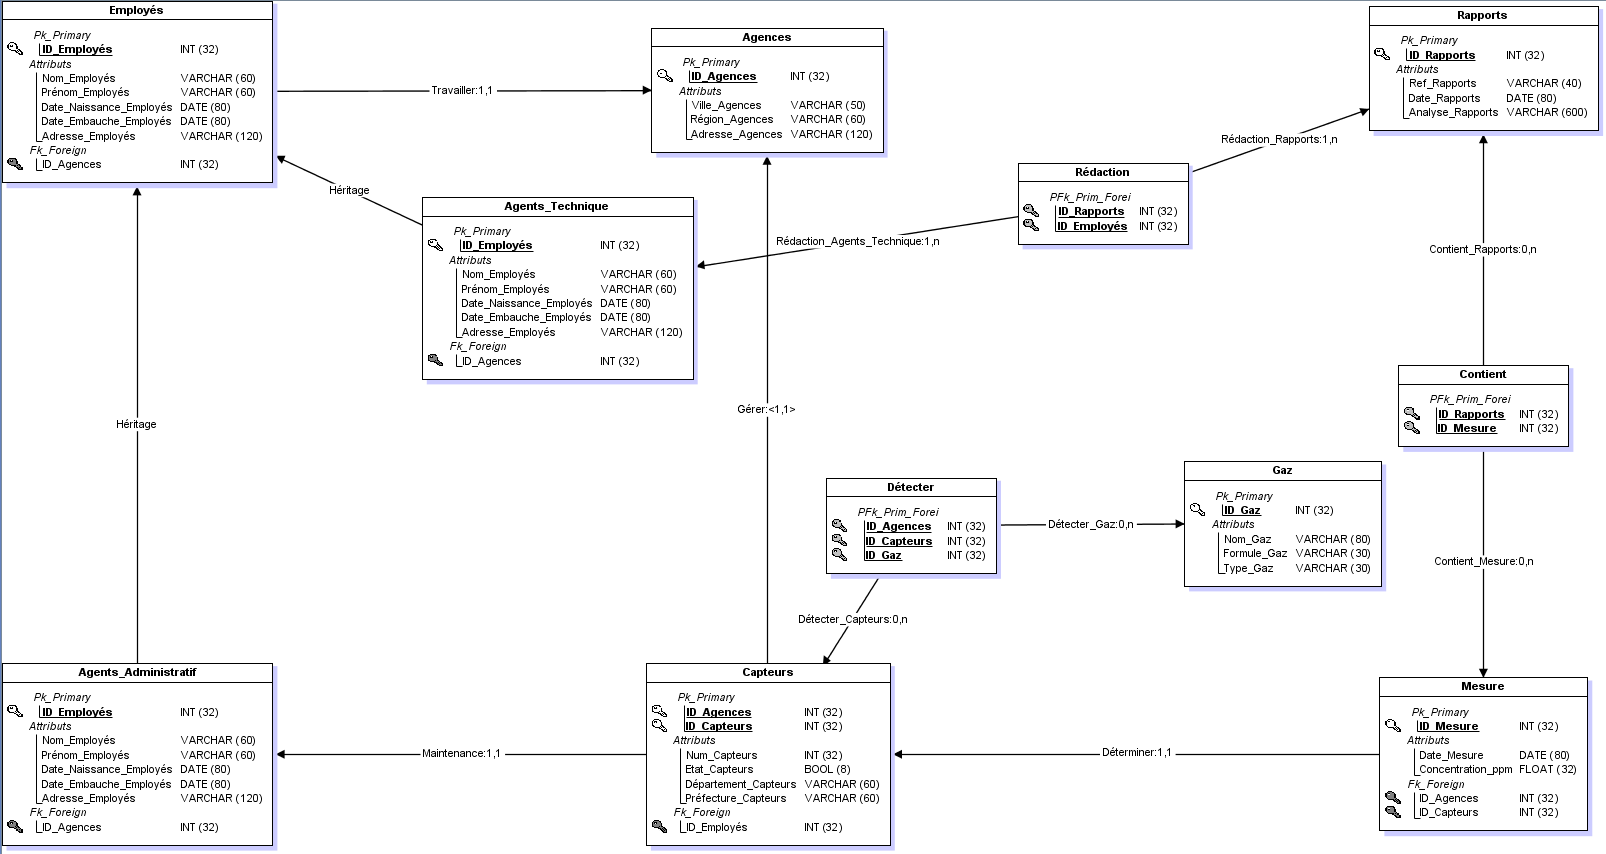 Employés
Pk_Primary
ID_Employés INT (32)
Attributs
Nom_Employés VARCHAR (60)
Prénom_Employés VARCHAR (60)
Date_Naissance_Employés DATE (80)
Date_Embauche_Employés DATE (80)
Adresse_Employés VARCHAR (120)
Fk_Foreign
ID_Agences INT (32)
Travailler:1,1
Agences
Pk_Primary
ID_Agences INT (32)
Attributs
Ville_Agences VARCHAR (50)
Région_Agences VARCHAR (60)
Adresse_Agences VARCHAR (120)
Rapports
Pk_Primary
ID_Rapports INT (32)
Attributs
Ref_Rapports VARCHAR (40)
Date_Rapports DATE (80)
Analyse_Rapports VARCHAR (600)
Rédaction_Rapports:1,n
Rédaction
PFk_Prim_Forei
ID_Rapports INT (32)
ID_Employés INT (32)
Héritage
Agents_Technique
Pk_Primary
ID_Employés INT (32)
Attributs
Nom_Employés VARCHAR (60)
Prénom_Employés VARCHAR (60)
Date_Naissance_Employés DATE (80)
Date_Embauche_Employés DATE (80)
Adresse_Employés VARCHAR (120)
Fk_Foreign
ID_Agences INT (32)
Rédaction_Agents_Technique:1,n
Contient_Rapports:0,n
Contient
PFk_Prim_Forei
ID_Rapports INT (32)
ID_Mesure INT (32)
Héritage
Gérer:<1,1>
Détecter
PFk_Prim_Forei
ID_Agences INT (32)
ID_Capteurs INT (32)
ID_Gaz INT (32)
Détecter_Gaz:0,n
Gaz
Pk_Primary
ID_Gaz INT (32)
Attributs
Nom_Gaz VARCHAR (80)
Formule_Gaz VARCHAR (30)
Type_Gaz VARCHAR (30)
Contient_Mesure:0,n
Détecter_Capteurs:0,n
Agents_Administratif
Pk_Primary
ID_Employés INT (32)
Attributs
Nom_Employés VARCHAR (60)
Prénom_Employés VARCHAR (60)
Date_Naissance_Employés DATE (80)
Date_Embauche_Employés DATE (80)
Adresse_Employés VARCHAR (120)
Fk_Foreign
ID_Agences INT (32)
Maintenance:1,1
Capteurs
Pk_Primary
ID_Agences INT (32)
ID_Capteurs INT (32)
Attributs
Num_Capteurs INT (32)
Etat_Capteurs BOOL (8)
Département_Capteurs VARCHAR (60)
Préfecture_Capteurs VARCHAR (60)
Fk_Foreign
ID_Employés INT (32)
Déterminer:1,1
Mesure
Pk_Primary
ID_Mesure INT (32)
Attributs
Date_Mesure DATE (80)
Concentration_ppm FLOAT (32)
Fk_Foreign
ID_Agences INT (32)
ID_Capteurs INT (32)